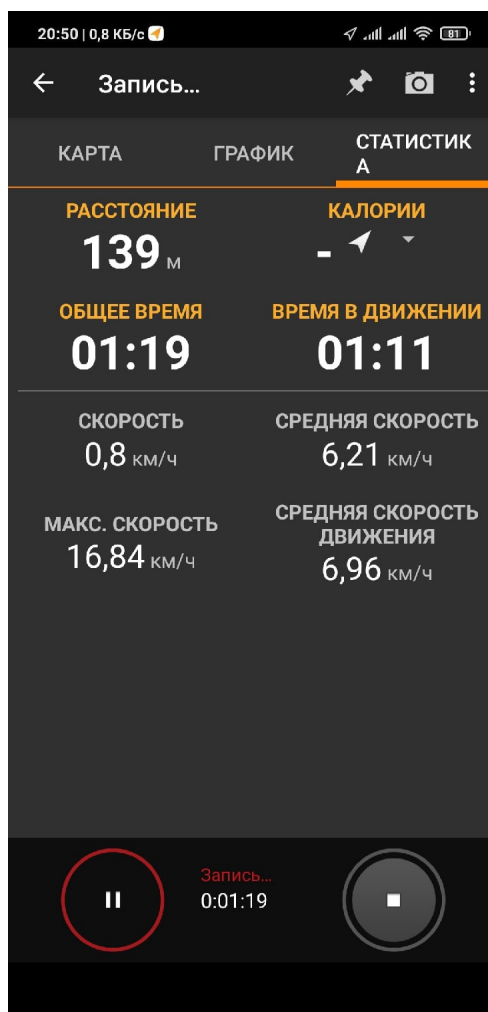 20:50 | 0,8 КБ/с 81
Запись...
КАРТА ГРАФИК СТАТИСТИК
А
РАССТОЯНИЕ КАЛОРИИ
139 м -
ОБЩЕЕ ВРЕМЯ ВРЕМЯ В ДВИЖЕНИИ
01:19 01:11
СКОРОСТЬ СРЕДНЯЯ СКОРОСТЬ
0,8 км/ч 6,21 км/ч
МАКС. СКОРОСТЬ СРЕДНЯЯ СКОРОСТЬ
ДВИЖЕНИЯ
16,84 км/ч 6,96 км/ч
Запись...
0:01:19